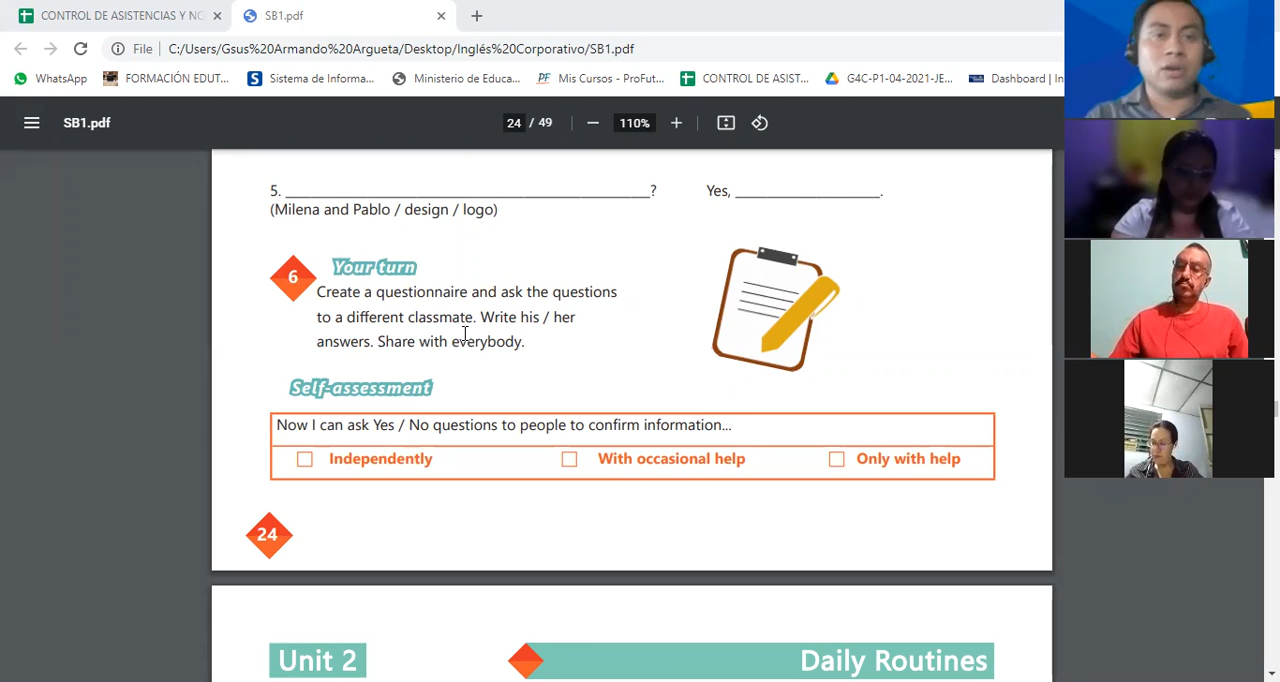 CONTROL DE ASISTENCIAS Y NO
SB1.pdf
File
C:/Users/Gsus%20Armando%20Argueta/Desktop/Inglés%20Corporativo/SB1.pdf
WhatsApp
FORMACIÓN EDUT...
Sistema de Informa...
Ministerio de Educa...
Mis Cursos - ProFut...
CONTROL DE ASIST...
G4C-P1-04-2021-JE...
Dashboard | In
SB1.pdf
24 / 49
110%
5. ____________________________________________? Yes, __________________.
(Milena and Pablo / design / logo)
6
Your turn
Create a questionnaire and ask the questions
to a different classmate. Write his / her
answers. Share with everybody.
Self-assessment
Now I can ask Yes / No questions to people to confirm information...
Independently
With occasional help
Only with help
24
Unit 2
Daily Routines